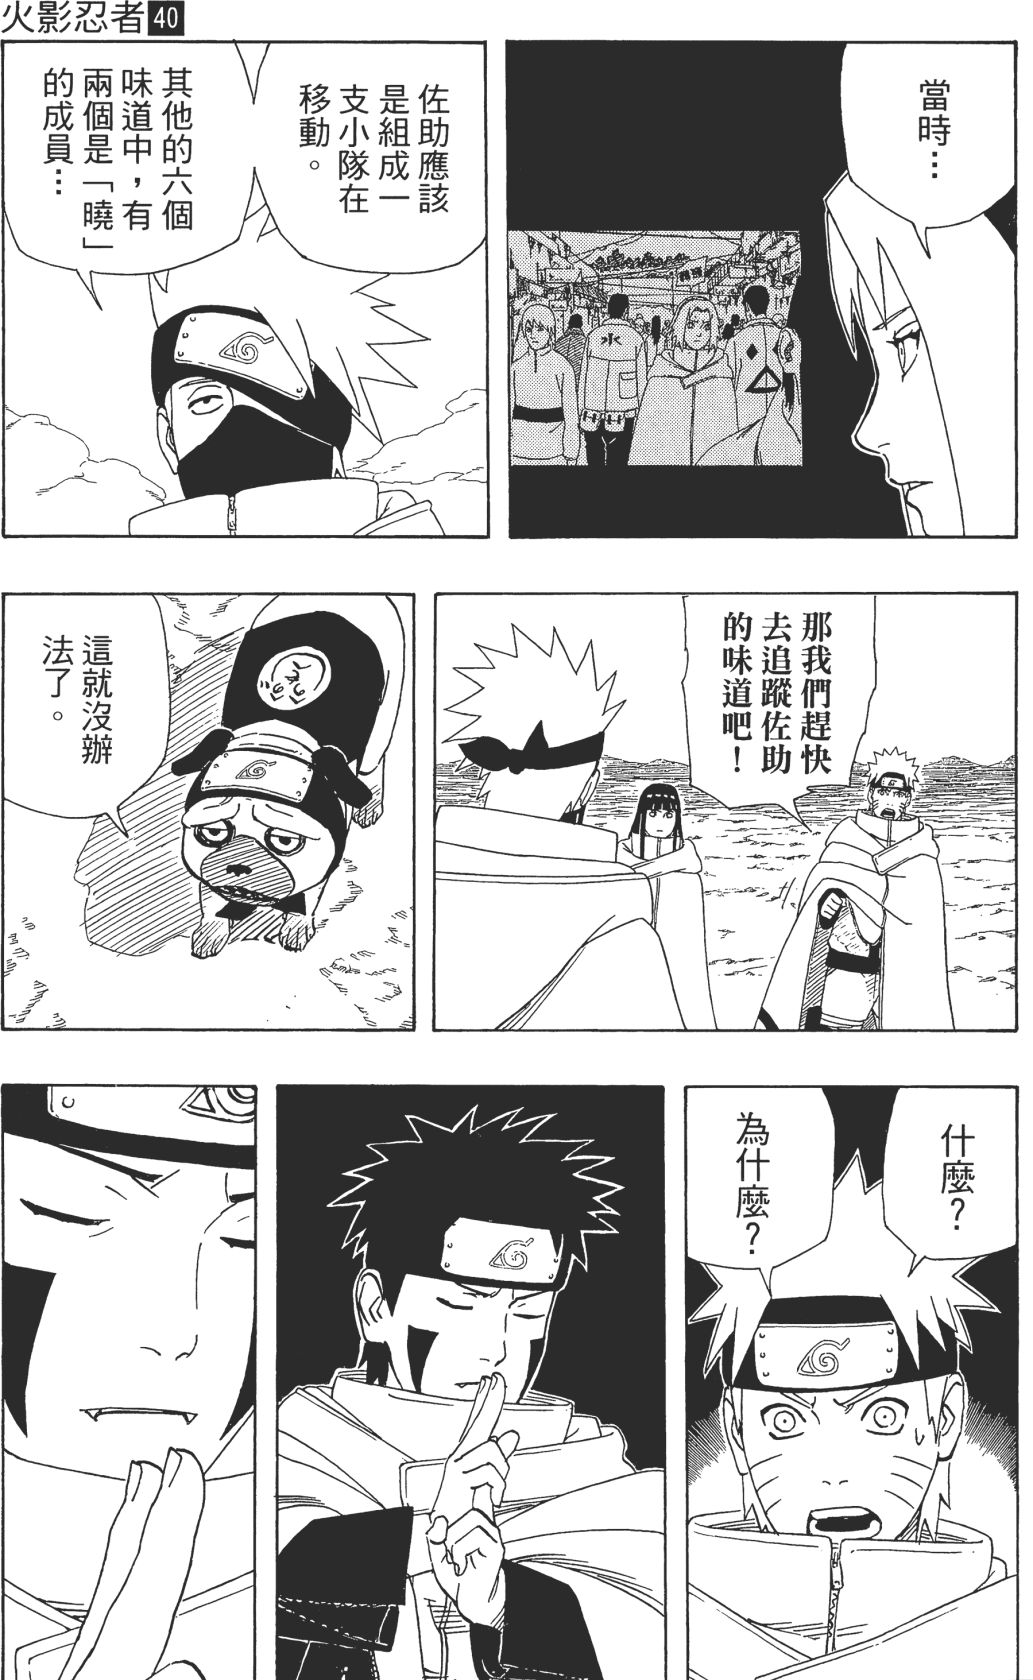 火影忍者40
當時…
佐助應該
是組成一
支小隊在
移動。
其他的六個
味道中，有
兩個是「曉」
的成員…
那我們趕快
去追蹤佐助
的味道吧！
這就沒辦
法了。
什麼？
為什麼？